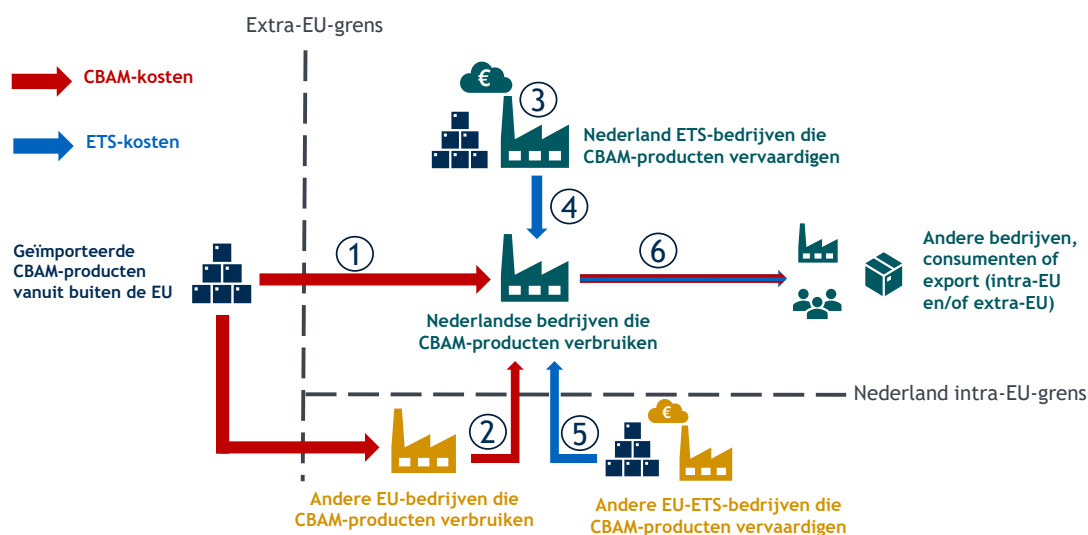 Extra-EU-grens
CBAM-kosten
ETS-kosten
€
3
Nederland ETS-bedrijven die
CBAM-producten vervaardigen
4
Geïmporteerde
CBAM-producten
vanuit buiten de EU
1
6
Andere bedrijven,
consumenten of
export (intra-EU
en/of extra-EU)
Nederlandse bedrijven die
CBAM-producten verbruiken
Nederland intra-EU-grens
2
5
€
Andere EU-bedrijven die
CBAM-producten verbruiken
Andere EU-ETS-bedrijven die
CBAM-producten vervaardigen